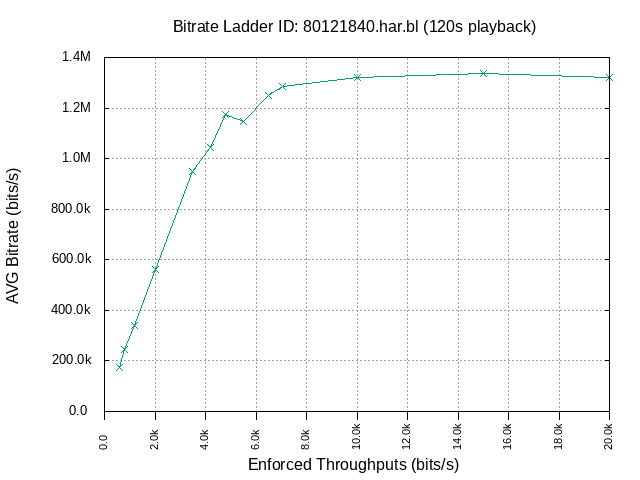 Bitrate Ladder ID: 80121840.har.bl (120s playback)
1.4M
1.2M
1.0M
800.0k
600.0k
400.0k
200.0k
0.0
AVG Bitrate (bits/s)
0.0
2.0k
4.0k
6.0k
8.0k
10.0k
12.0k
14.0k
16.0k
18.0k
20.0k
Enforced Throughputs (bits/s)